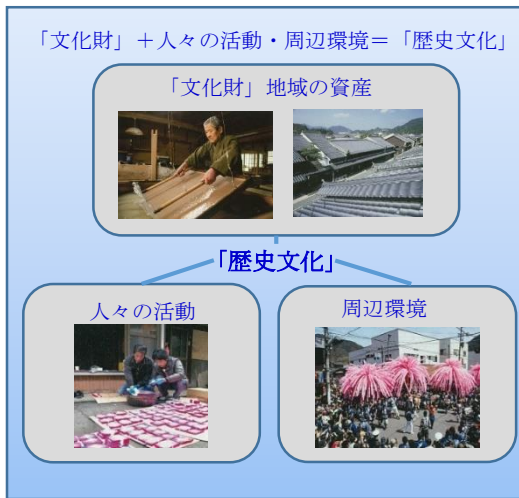 「文化財」＋人々の活動・周辺環境＝「歴史文化」
「文化財」地域の資産
「歴史文化」
人々の活動
周辺環境